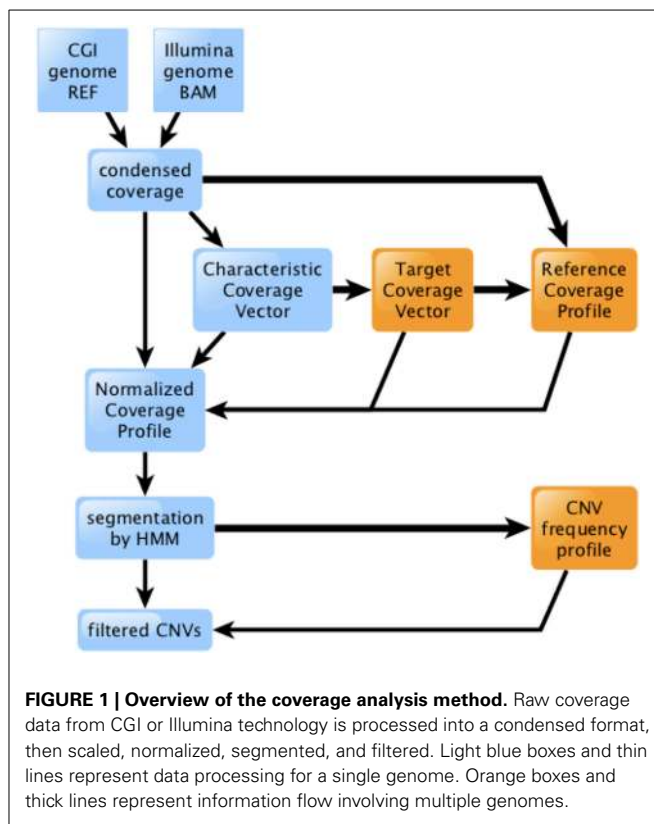 CGI
genome
REF
Illumina
genome
BAM
condensed
coverage
Characteristic
Coverage
Vector
Target
Coverage
Vector
Reference
Coverage
Profile
Normalized
Coverage
Profile
segmentation
by HMM
CNV
frequency
profile
filtered CNVs
FIGURE 1 | Overview of the coverage analysis method. Raw coverage
data from CGI or Illumina technology is processed into a condensed format,
then scaled, normalized, segmented, and filtered. Light blue boxes and thin
lines represent data processing for a single genome. Orange boxes and
thick lines represent information flow involving multiple genomes.